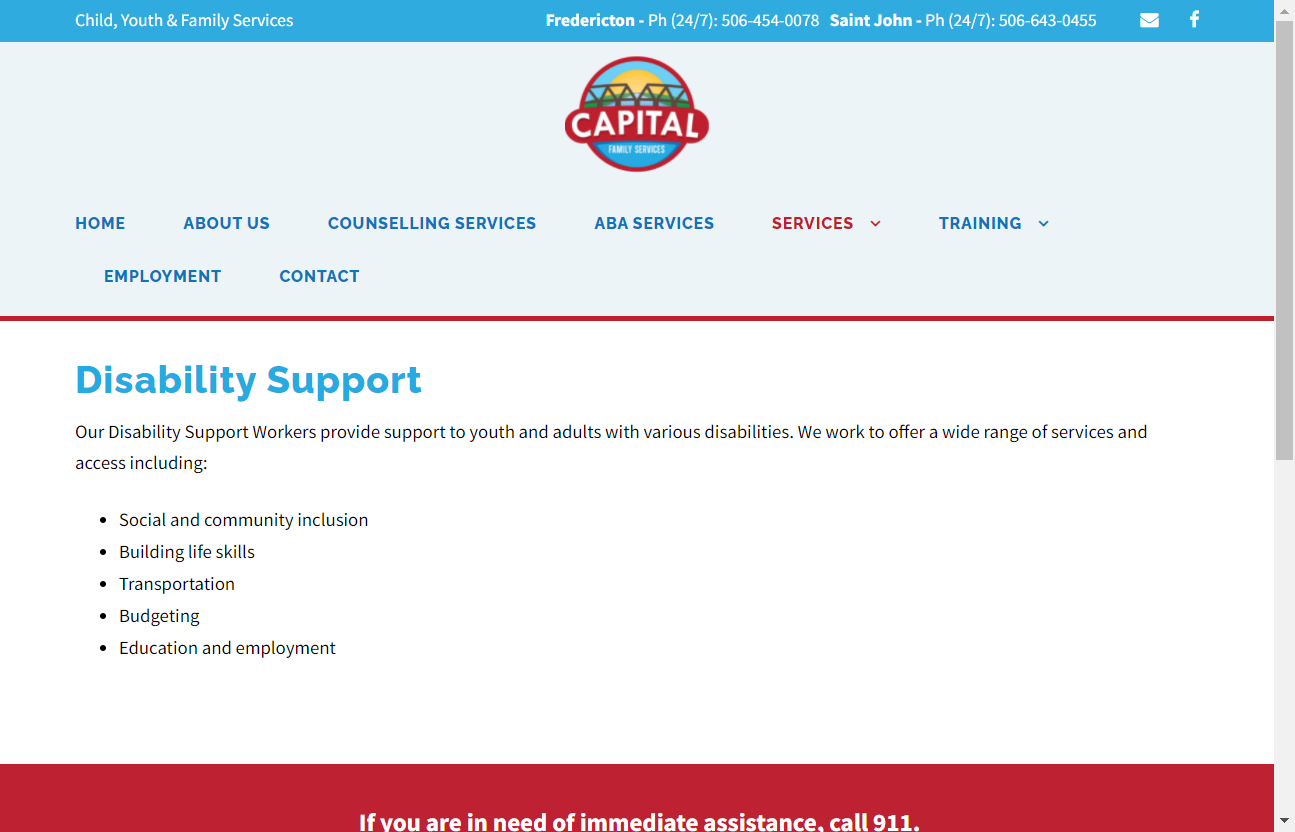 Child, Youth & Family Services
Fredericton - Ph (24/7): 506-454-0078 Saint John - Ph (24/7): 506-643-0455
CAPITAL
FAMILY SERVICES
HOME ABOUT US COUNSELLING SERVICES ABA SERVICES SERVICES TRAINING
EMPLOYMENT CONTACT
Disability Support
Our Disability Support Workers provide support to youth and adults with various disabilities. We work to offer a wide range of services and
access including:
• Social and community inclusion
• Building life skills
• Transportation
• Budgeting
• Education and employment
If you are in need of immediate assistance, call 911.